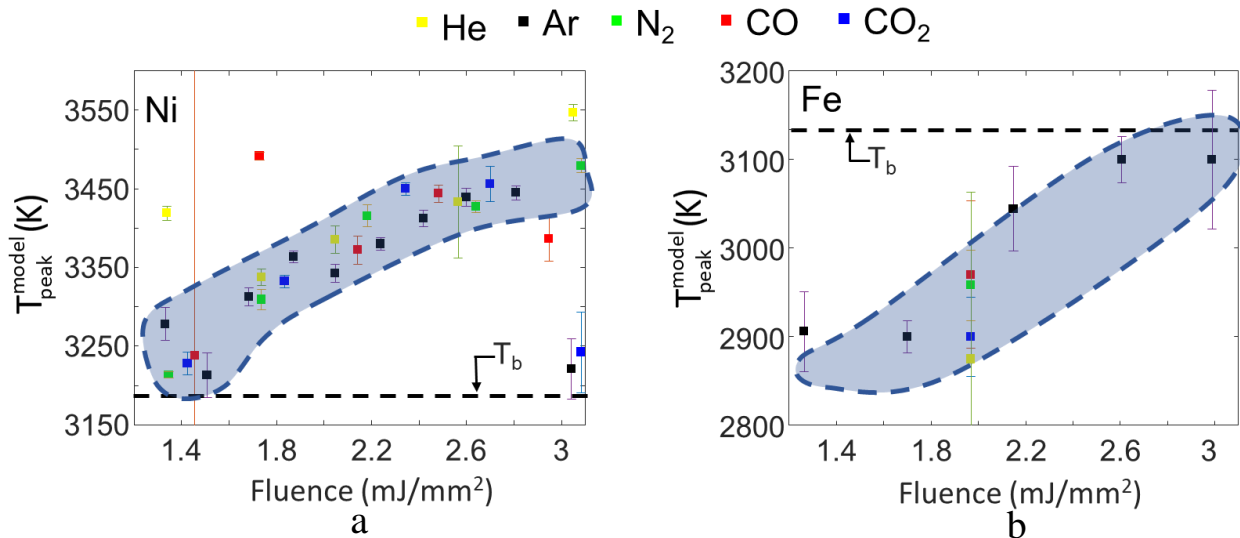 He Ar N₂ CO CO₂
Ni
3550
3450
3350
3250
3150
T_peak^model (K)
T_b
1.4 1.8 2.2 2.6 3
Fluence (mJ/mm²)
a
Fe
3200
3100
3000
2900
2800
T_peak^model (K)
T_b
1.4 1.8 2.2 2.6 3
Fluence (mJ/mm²)
b